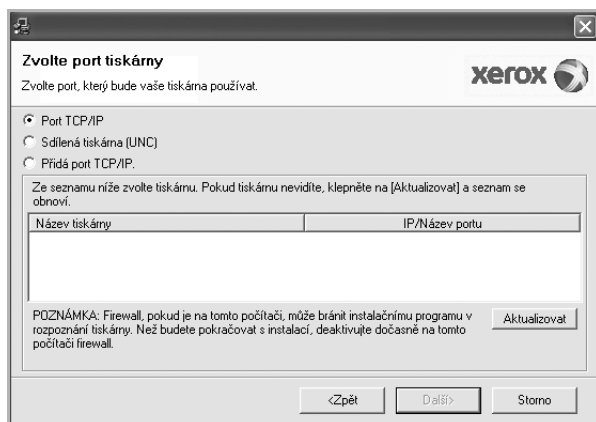 Zvolte port tiskárny
Zvolte port, který bude vaše tiskárna používat.
xerox
Port TCP/IP
Sdílená tiskárna (UNC)
Přidá port TCP/IP.
Ze seznamu níže zvolte tiskárnu. Pokud tiskárnu nevidíte, klepněte na [Aktualizovat] a seznam se
obnoví.
Název tiskárny
IP/Název portu
POZNÁMKA: Firewall, pokud je na tomto počítači, může bránit instalačnímu programu v
rozpoznání tiskárny. Než budete pokračovat s instalací, deaktivujte dočasně na tomto
počítači firewall.
Aktualizovat
<Zpět
Další>
Storno